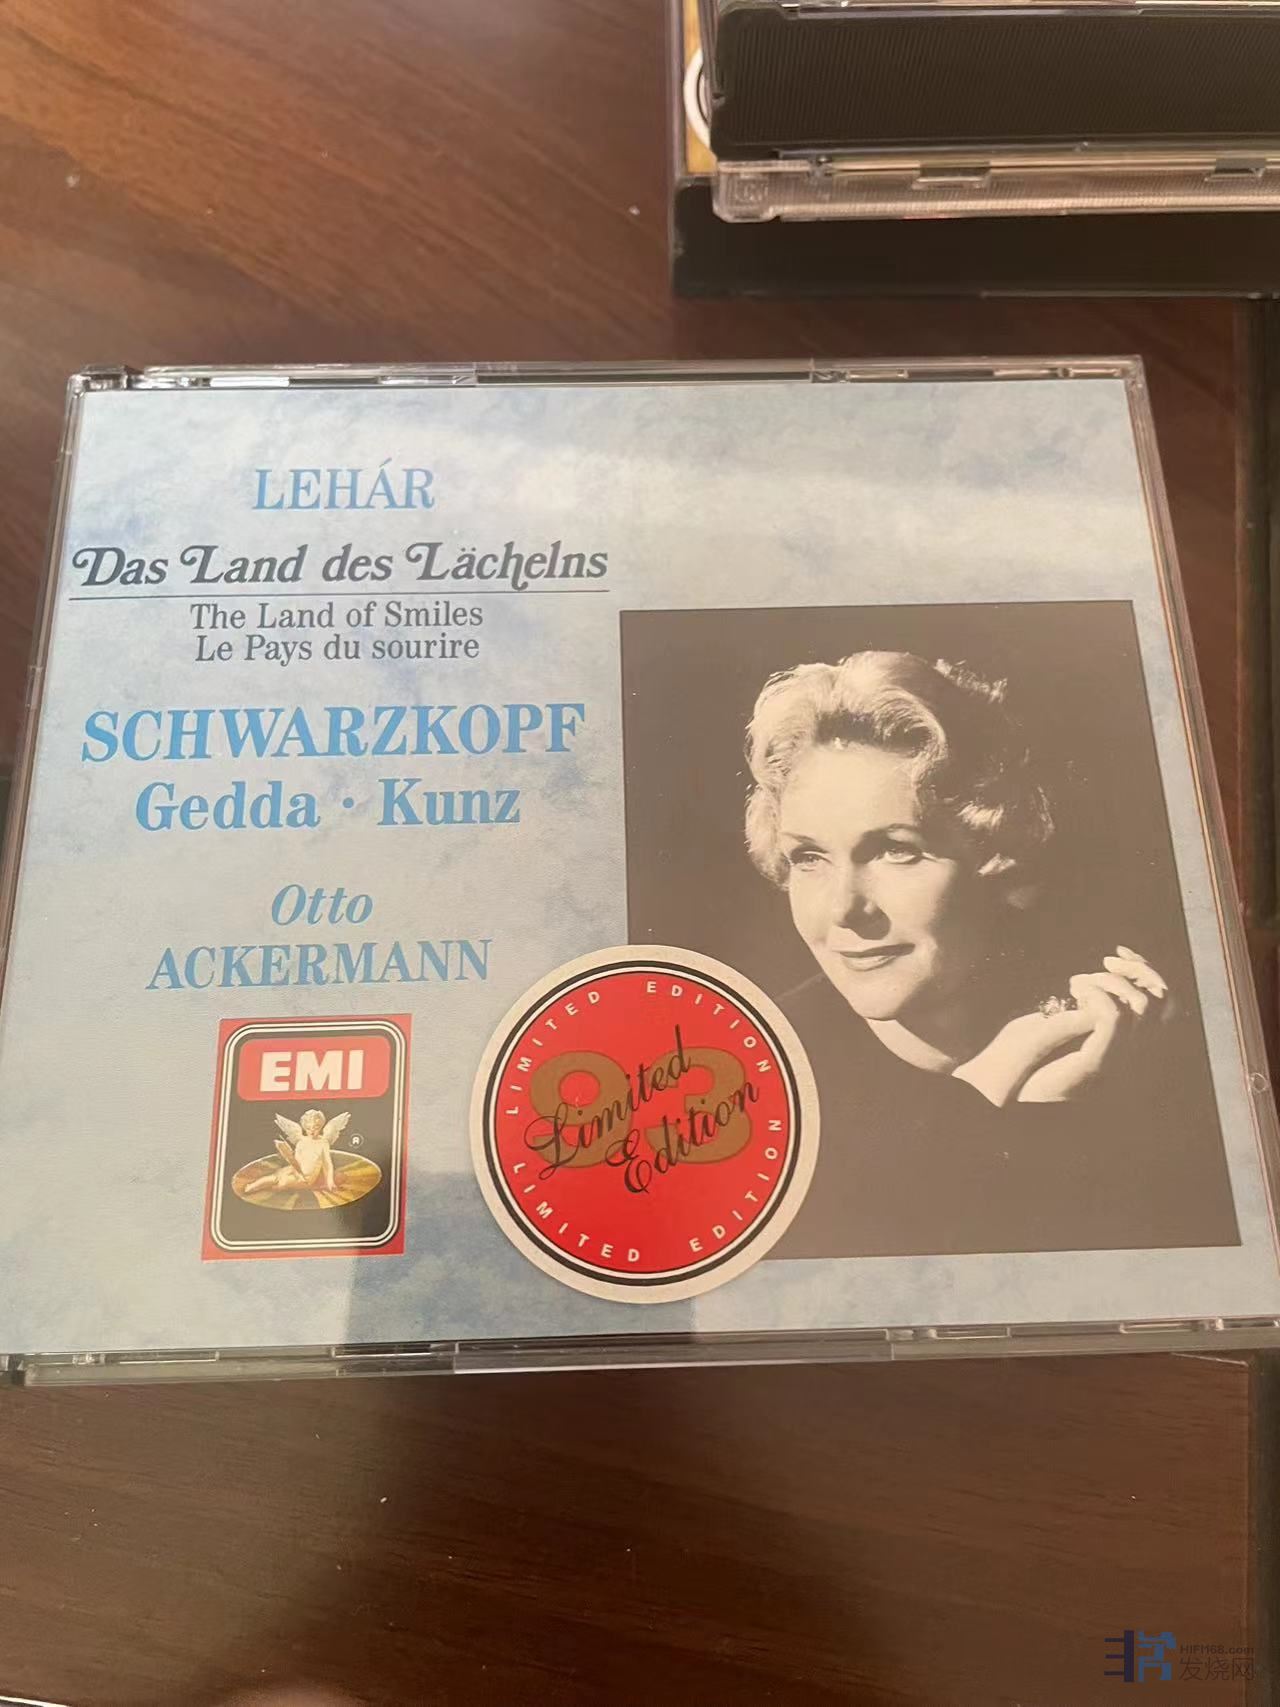 LEHÁR
Das Land des Lächelns
The Land of Smiles
Le Pays du sourire
SCHWARZKOPF
Gedda · Kunz
Otto
ACKERMANN
EMI
®
LIMITED EDITION
93
Limited
Edition
LIMITED EDITION
HIFM68.com
发烧网